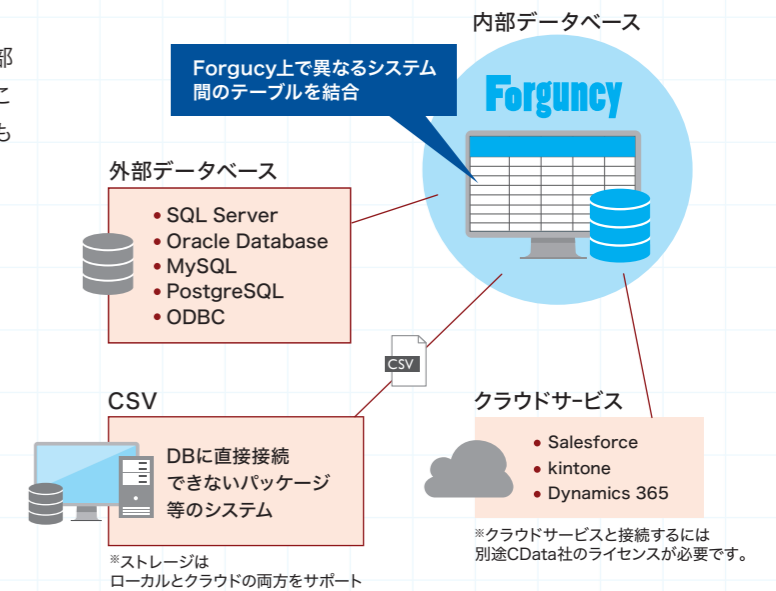 部
こ
も
内部データベース
Forgucy上で異なるシステム
間のテーブルを結合
Forguncy
外部データベース
• SQL Server
• Oracle Database
• MySQL
• PostgreSQL
• ODBC
CSV
CSV
DBに直接接続
できないパッケージ
等のシステム
※ストレージは
ローカルとクラウドの両方をサポート
クラウドサービス
• Salesforce
• kintone
• Dynamics 365
※クラウドサービスと接続するには
別途CData社のライセンスが必要です。